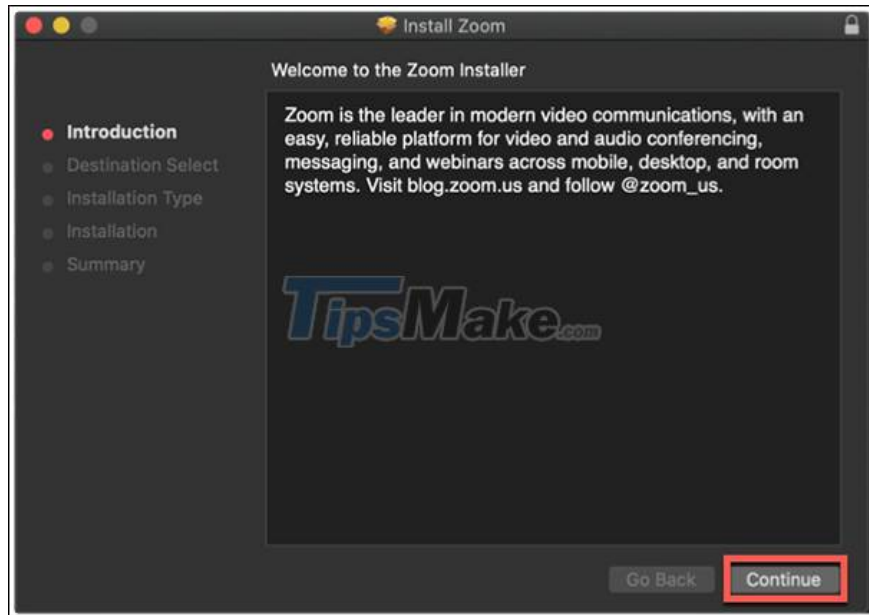 Install Zoom
Welcome to the Zoom Installer
Introduction
Destination Select
Installation Type
Installation
Summary
Zoom is the leader in modern video communications, with an
easy, reliable platform for video and audio conferencing,
messaging, and webinars across mobile, desktop, and room
systems. Visit blog.zoom.us and follow @zoom_us.
TipsMake.com
Go Back
Continue